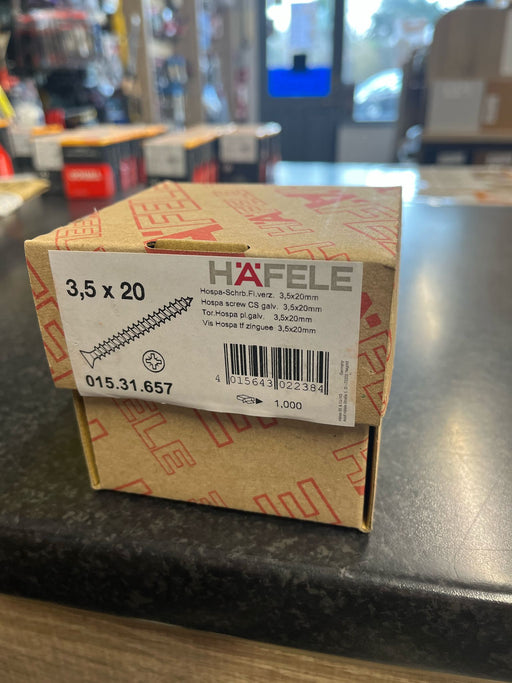 HÄFELE
3,5 x 20
Hospa-Schrb.Fl.verz. 3,5x20mm
Hospa screw CS galv. 3,5x20mm
Tor.Hospa pl.galv. 3,5x20mm
Vis Hospa tf zinguee 3,5x20mm
015.31.657
4 015643 022384
1,000